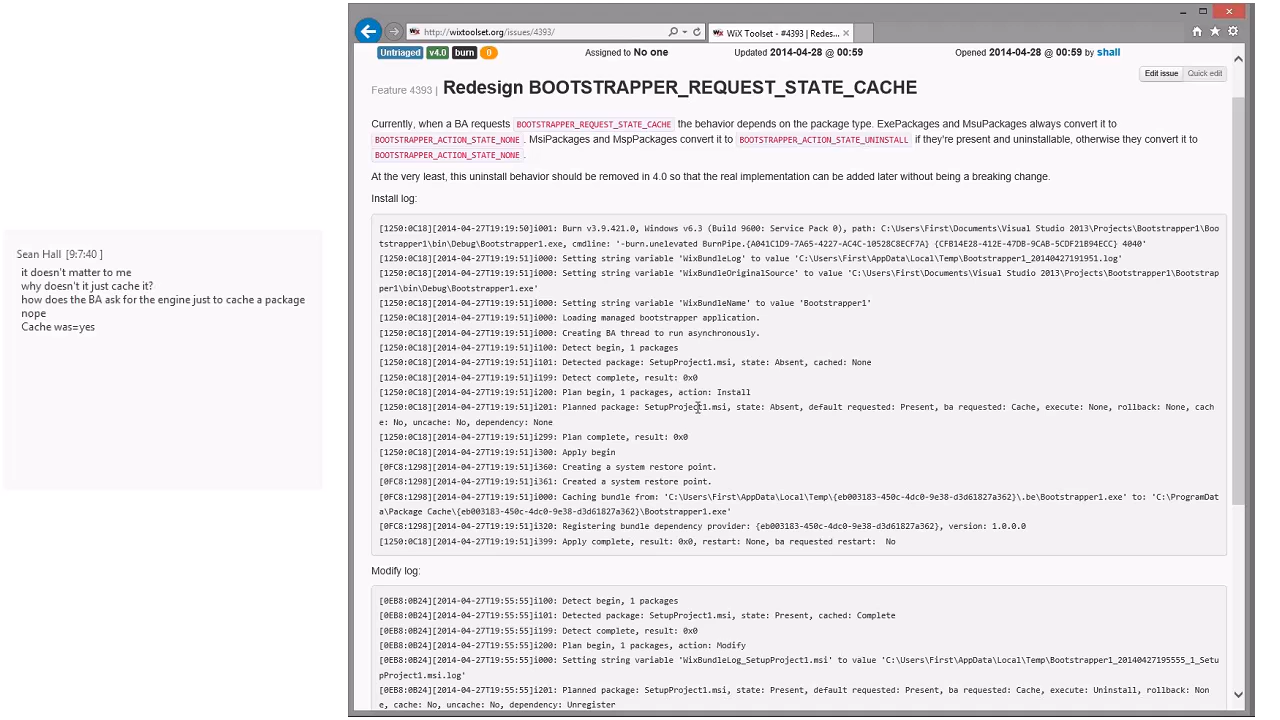 Sean Hall [9:7:40 ]
it doesn't matter to me
why doesn't it just cache it?
how does the BA ask for the engine just to cache a package
nope
Cache was=yes
http://wixtoolset.org/issues/4393/
WiX Toolset - #4393 | Redes...
Untriaged v4.0 burn 0
Assigned to No one
Updated 2014-04-28 @ 00:59
Opened 2014-04-28 @ 00:59 by shall
Edit issue Quick edit
Feature 4393 | Redesign BOOTSTRAPPER_REQUEST_STATE_CACHE
Currently, when a BA requests BOOTSTRAPPER_REQUEST_STATE_CACHE the behavior depends on the package type. ExePackages and MsuPackages always convert it to
BOOTSTRAPPER_ACTION_STATE_NONE . MsiPackages and MspPackages convert it to BOOTSTRAPPER_ACTION_STATE_UNINSTALL if they're present and uninstallable, otherwise they convert it to
BOOTSTRAPPER_ACTION_STATE_NONE .
At the very least, this uninstall behavior should be removed in 4.0 so that the real implementation can be added later without being a breaking change.
Install log:
[1250:0C18][2014-04-27T19:19:50]i001: Burn v3.9.421.0, Windows v6.3 (Build 9600: Service Pack 0), path: C:\Users\First\Documents\Visual Studio 2013\Projects\Bootstrapper1\Boo
tstrapper1\bin\Debug\Bootstrapper1.exe, cmdline: '-burn.unelevated BurnPipe.{A041C1D9-7A65-4227-AC4C-10528C8ECF7A} {CFB14E28-412E-47DB-9CAB-5CDF21B94ECC} 4040'
[1250:0C18][2014-04-27T19:19:51]i000: Setting string variable 'WixBundleLog' to value 'C:\Users\First\AppData\Local\Temp\Bootstrapper1_20140427191951.log'
[1250:0C18][2014-04-27T19:19:51]i000: Setting string variable 'WixBundleOriginalSource' to value 'C:\Users\First\Documents\Visual Studio 2013\Projects\Bootstrapper1\Bootstrap
per1\bin\Debug\Bootstrapper1.exe'
[1250:0C18][2014-04-27T19:19:51]i000: Setting string variable 'WixBundleName' to value 'Bootstrapper1'
[1250:0C18][2014-04-27T19:19:51]i000: Loading managed bootstrapper application.
[1250:0C18][2014-04-27T19:19:51]i000: Creating BA thread to run asynchronously.
[1250:0C18][2014-04-27T19:19:51]i100: Detect begin, 1 packages
[1250:0C18][2014-04-27T19:19:51]i101: Detected package: SetupProject1.msi, state: Absent, cached: None
[1250:0C18][2014-04-27T19:19:51]i199: Detect complete, result: 0x0
[1250:0C18][2014-04-27T19:19:51]i200: Plan begin, 1 packages, action: Install
[1250:0C18][2014-04-27T19:19:51]i201: Planned package: SetupProject1.msi, state: Absent, default requested: Present, ba requested: Cache, execute: None, rollback: None, cach
e: No, uncache: No, dependency: None
[1250:0C18][2014-04-27T19:19:51]i299: Plan complete, result: 0x0
[1250:0C18][2014-04-27T19:19:51]i300: Apply begin
[0FC8:1298][2014-04-27T19:19:51]i360: Creating a system restore point.
[0FC8:1298][2014-04-27T19:19:51]i361: Created a system restore point.
[0FC8:1298][2014-04-27T19:19:51]i000: Caching bundle from: 'C:\Users\First\AppData\Local\Temp\{eb003183-450c-4dc0-9e38-d3d61827a362}\.be\Bootstrapper1.exe' to: 'C:\ProgramDat
a\Package Cache\{eb003183-450c-4dc0-9e38-d3d61827a362}\Bootstrapper1.exe'
[0FC8:1298][2014-04-27T19:19:51]i320: Registering bundle dependency provider: {eb003183-450c-4dc0-9e38-d3d61827a362}, version: 1.0.0.0
[1250:0C18][2014-04-27T19:19:51]i399: Apply complete, result: 0x0, restart: None, ba requested restart:  No
Modify log:
[0EB8:0B24][2014-04-27T19:55:55]i100: Detect begin, 1 packages
[0EB8:0B24][2014-04-27T19:55:55]i101: Detected package: SetupProject1.msi, state: Present, cached: Complete
[0EB8:0B24][2014-04-27T19:55:55]i199: Detect complete, result: 0x0
[0EB8:0B24][2014-04-27T19:55:55]i200: Plan begin, 1 packages, action: Modify
[0EB8:0B24][2014-04-27T19:55:55]i000: Setting string variable 'WixBundleLog_SetupProject1.msi' to value 'C:\Users\First\AppData\Local\Temp\Bootstrapper1_20140427195555_1_Setu
pProject1.msi.log'
[0EB8:0B24][2014-04-27T19:55:55]i201: Planned package: SetupProject1.msi, state: Present, default requested: Present, ba requested: Cache, execute: Uninstall, rollback: Non
e, cache: No, uncache: No, dependency: Unregister